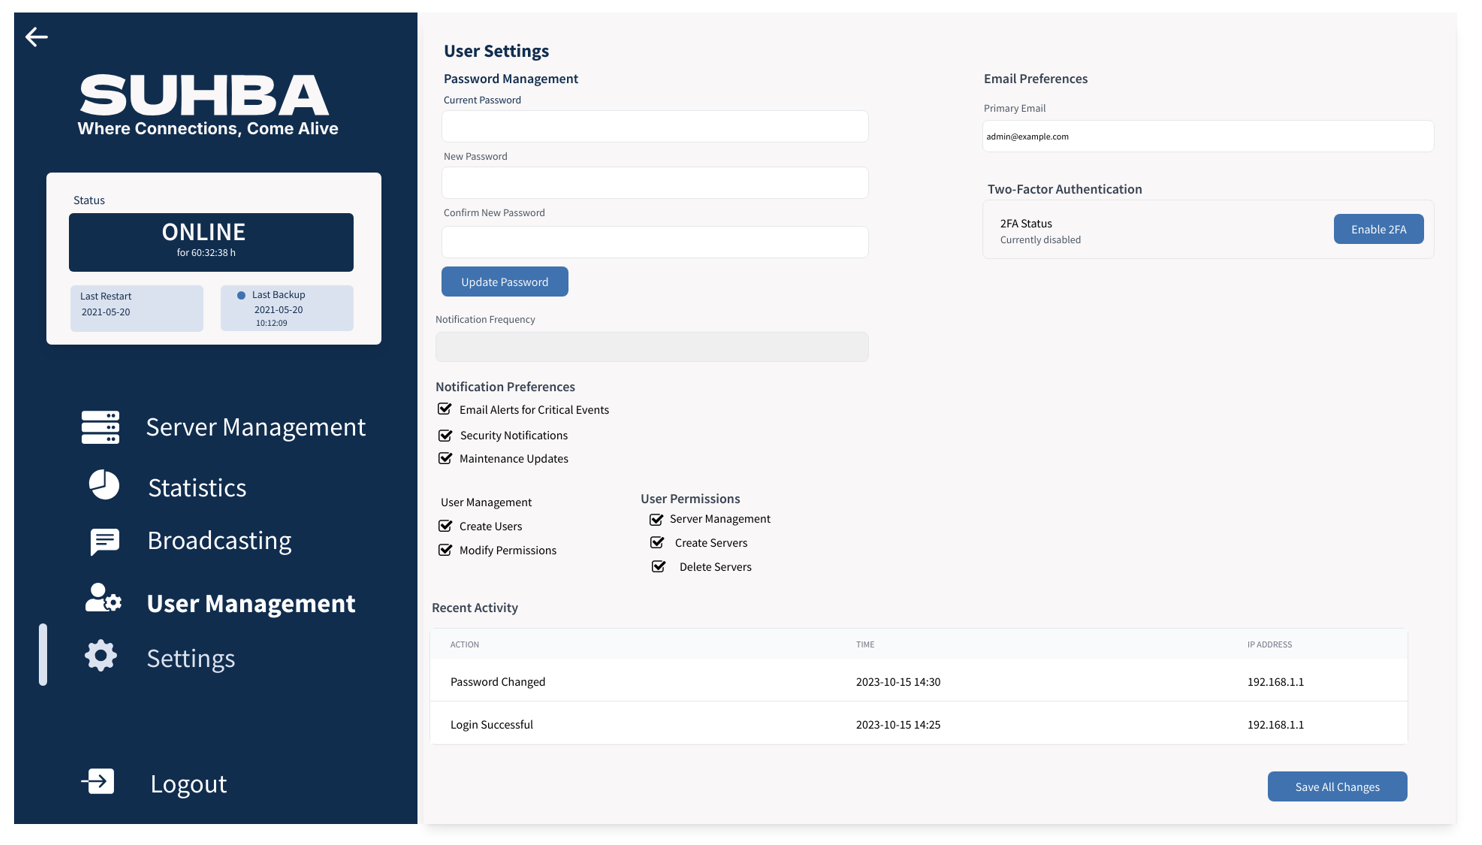 SUHBA
Where Connections, Come Alive
Status
ONLINE
for 60:32:38 h
Last Restart
2021-05-20
Last Backup
2021-05-20
10:12:09
Server Management
Statistics
Broadcasting
User Management
Settings
Logout
User Settings
Password Management
Current Password
New Password
Confirm New Password
Update Password
Notification Frequency
Notification Preferences
Email Alerts for Critical Events
Security Notifications
Maintenance Updates
User Management
Create Users
Modify Permissions
User Permissions
Server Management
Create Servers
Delete Servers
Email Preferences
Primary Email
admin@example.com
Two-Factor Authentication
2FA Status
Currently disabled
Enable 2FA
Recent Activity
ACTION TIME IP ADDRESS
Password Changed 2023-10-15 14:30 192.168.1.1
Login Successful 2023-10-15 14:25 192.168.1.1
Save All Changes